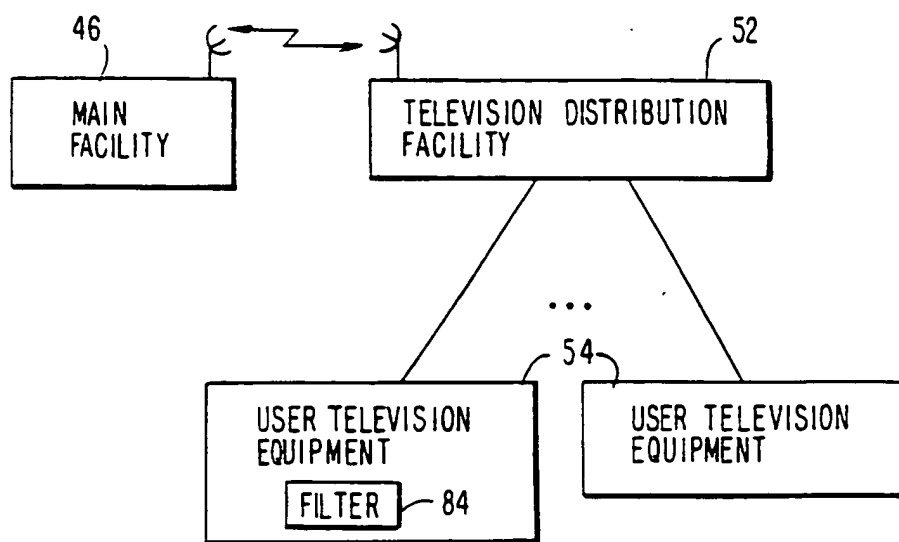 46
52
MAIN
FACILITY
TELEVISION DISTRIBUTION
FACILITY
...
54
USER TELEVISION
EQUIPMENT
FILTER
84
USER TELEVISION
EQUIPMENT